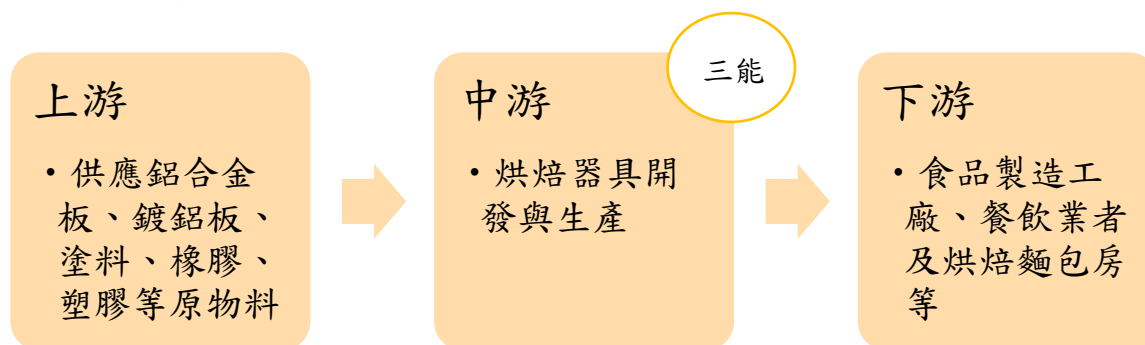 上游
• 供應鋁合金
板、鍍鋁板、
塗料、橡膠、
塑膠等原物料
三能
中游
• 烘焙器具開
發與生產
下游
• 食品製造工
廠、餐飲業者
及烘焙麵包房
等